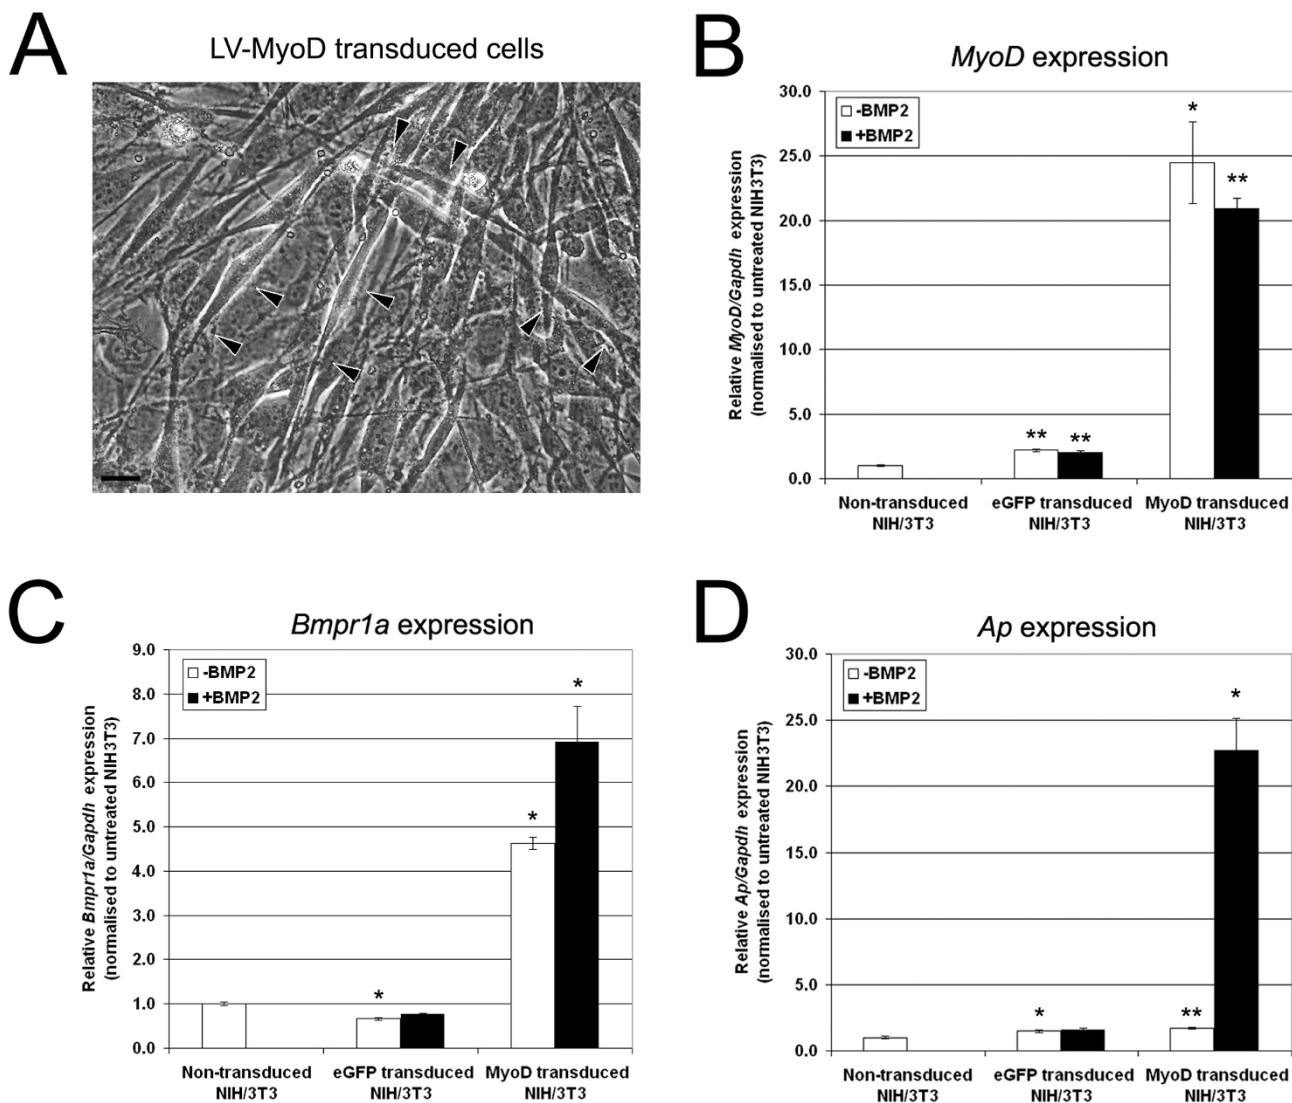 A
LV-MyoD transduced cells
B
MyoD expression
Relative MyoD/Gapdh expression
(normalised to untreated NIH3T3)
30.0
25.0
20.0
15.0
10.0
5.0
0.0
-BMP2
+BMP2
*
**
**
**
Non-transduced
NIH/3T3
eGFP transduced
NIH/3T3
MyoD transduced
NIH/3T3
C
Bmpr1a expression
Relative Bmpr1a/Gapdh expression
(normalised to untreated NIH3T3)
9.0
8.0
7.0
6.0
5.0
4.0
3.0
2.0
1.0
0.0
-BMP2
+BMP2
*
*
*
Non-transduced
NIH/3T3
eGFP transduced
NIH/3T3
MyoD transduced
NIH/3T3
D
Ap expression
Relative Ap/Gapdh expression
(normalised to untreated NIH3T3)
30.0
25.0
20.0
15.0
10.0
5.0
0.0
-BMP2
+BMP2
*
*
**
Non-transduced
NIH/3T3
eGFP transduced
NIH/3T3
MyoD transduced
NIH/3T3